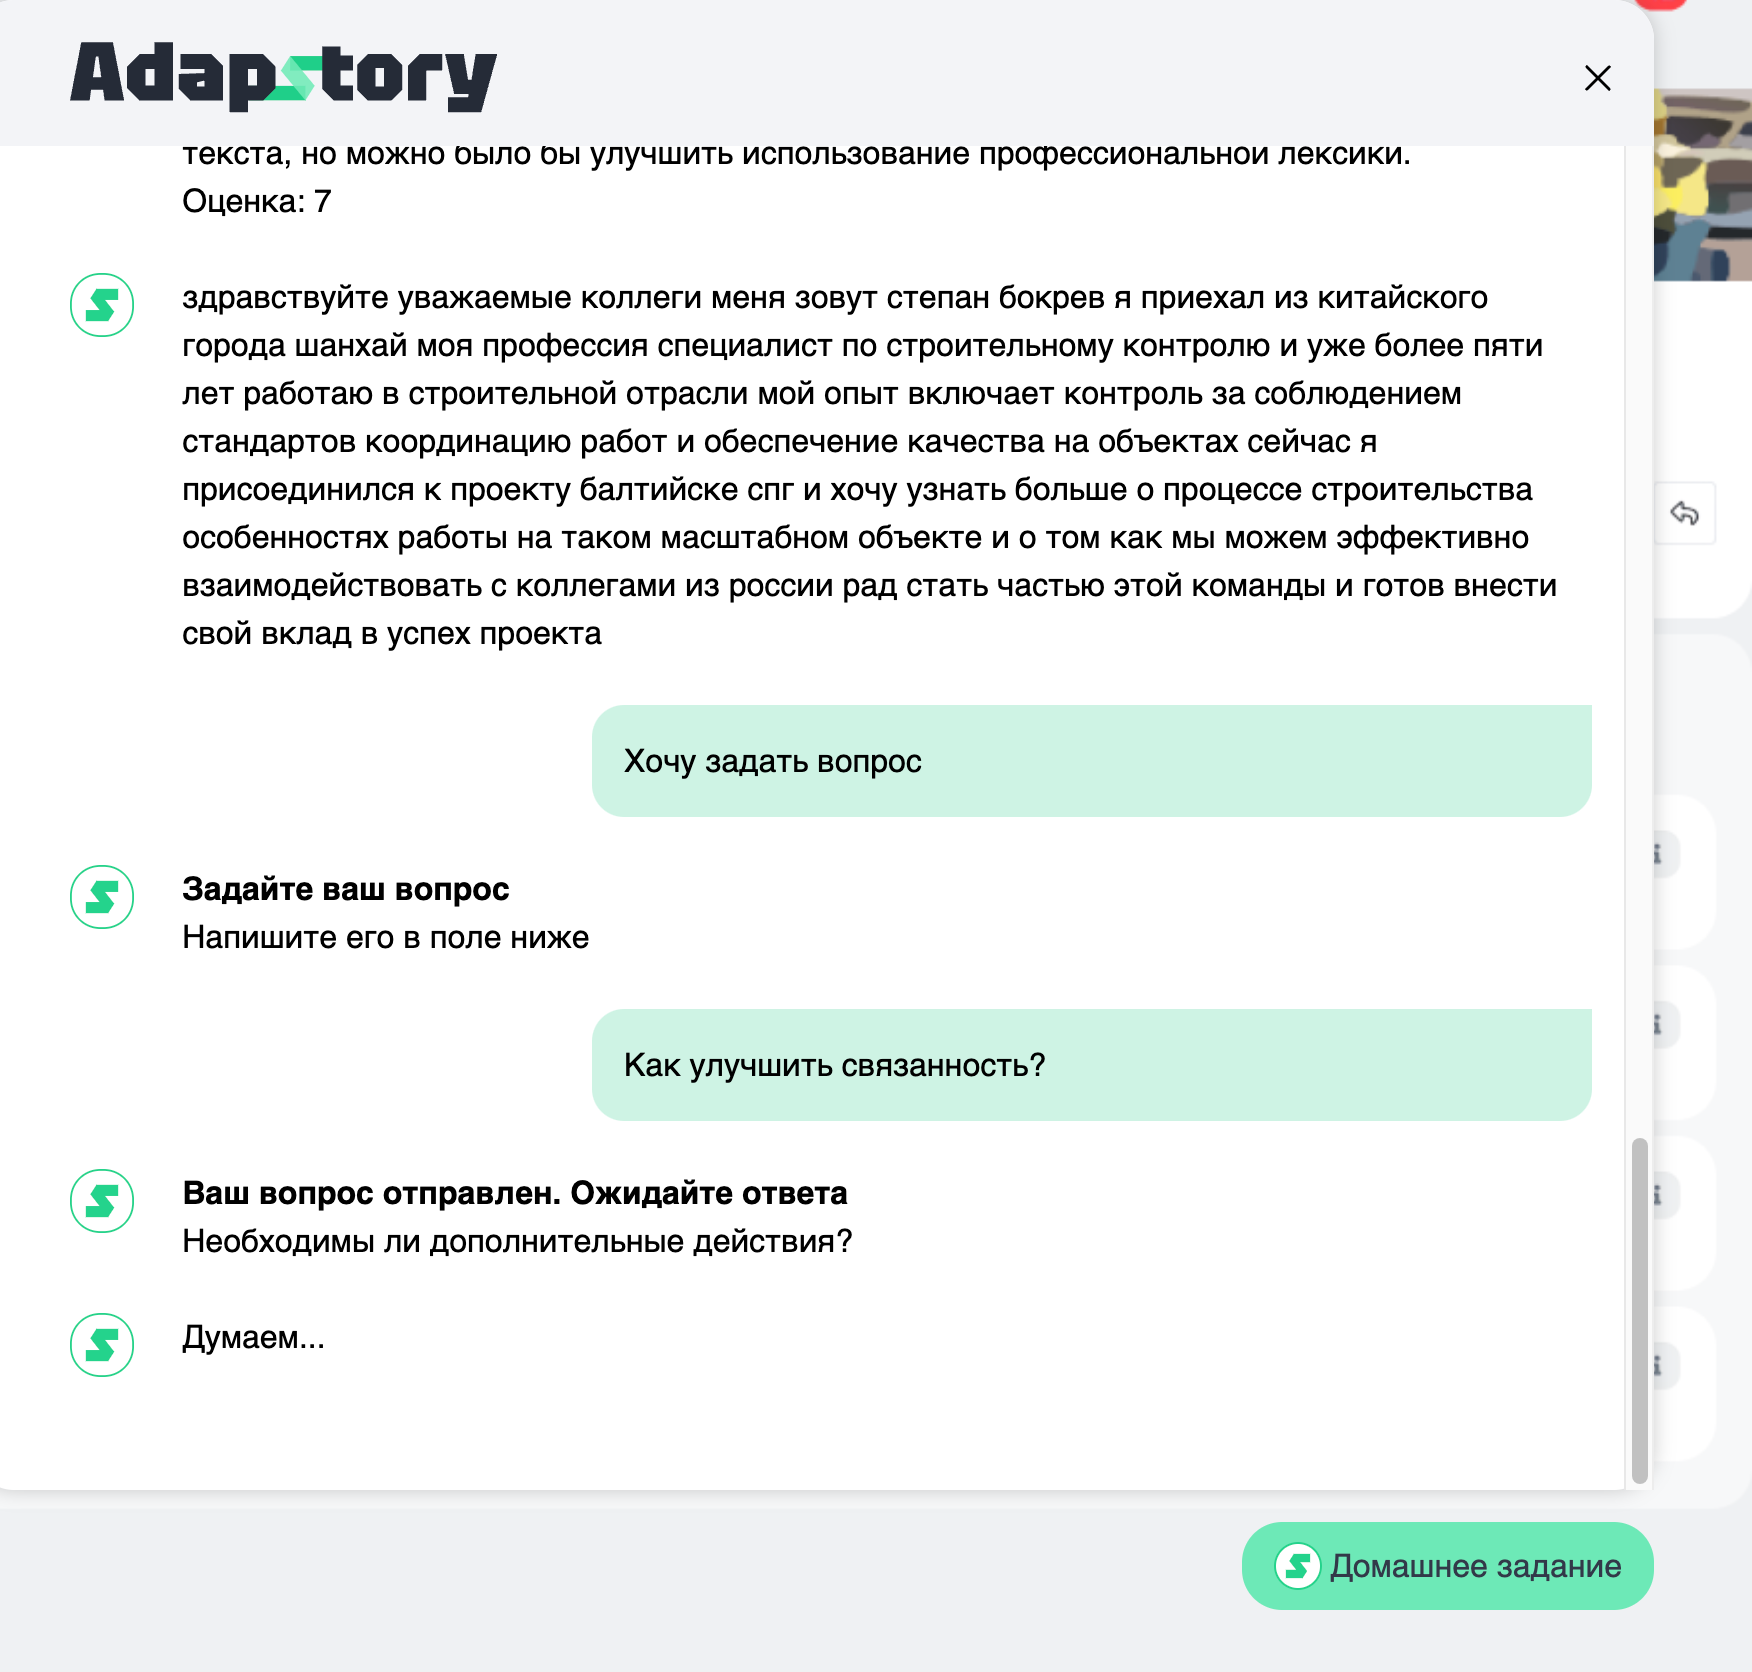 Adapstory
текста, но можно было бы улучшить использование профессиональной лексики.
Оценка: 7
здравствуйте уважаемые коллеги меня зовут степан бокрев я приехал из китайского
города шанхай моя профессия специалист по строительному контролю и уже более пяти
лет работаю в строительной отрасли мой опыт включает контроль за соблюдением
стандартов координацию работ и обеспечение качества на объектах сейчас я
присоединился к проекту балтийске спг и хочу узнать больше о процессе строительства
особенностях работы на таком масштабном объекте и о том как мы можем эффективно
взаимодействовать с коллегами из россии рад стать частью этой команды и готов внести
свой вклад в успех проекта
Хочу задать вопрос
Задайте ваш вопрос
Напишите его в поле ниже
Как улучшить связанность?
Ваш вопрос отправлен. Ожидайте ответа
Необходимы ли дополнительные действия?
Думаем...
Домашнее задание